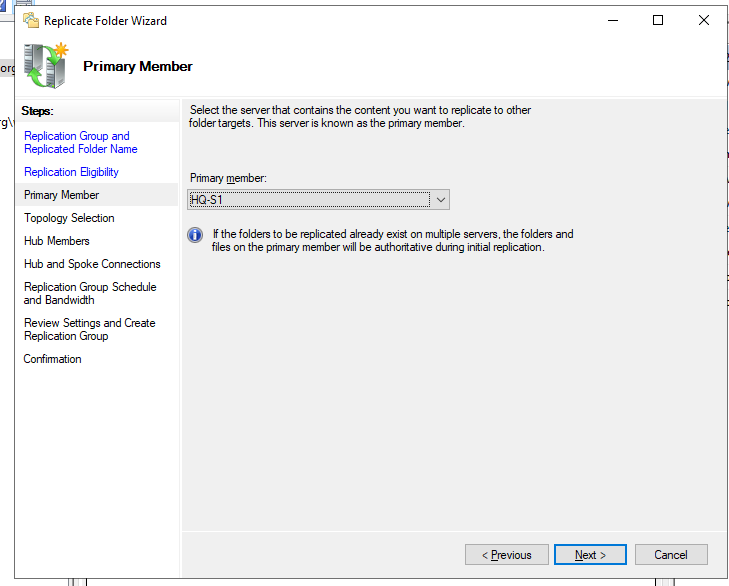 Replicate Folder Wizard
Primary Member
Steps:
Replication Group and
Replicated Folder Name
Replication Eligibility
Primary Member
Topology Selection
Hub Members
Hub and Spoke Connections
Replication Group Schedule
and Bandwidth
Review Settings and Create
Replication Group
Confirmation
Select the server that contains the content you want to replicate to other
folder targets. This server is known as the primary member.
Primary member:
HQ-S1
If the folders to be replicated already exist on multiple servers, the folders and
files on the primary member will be authoritative during initial replication.
< Previous
Next >
Cancel